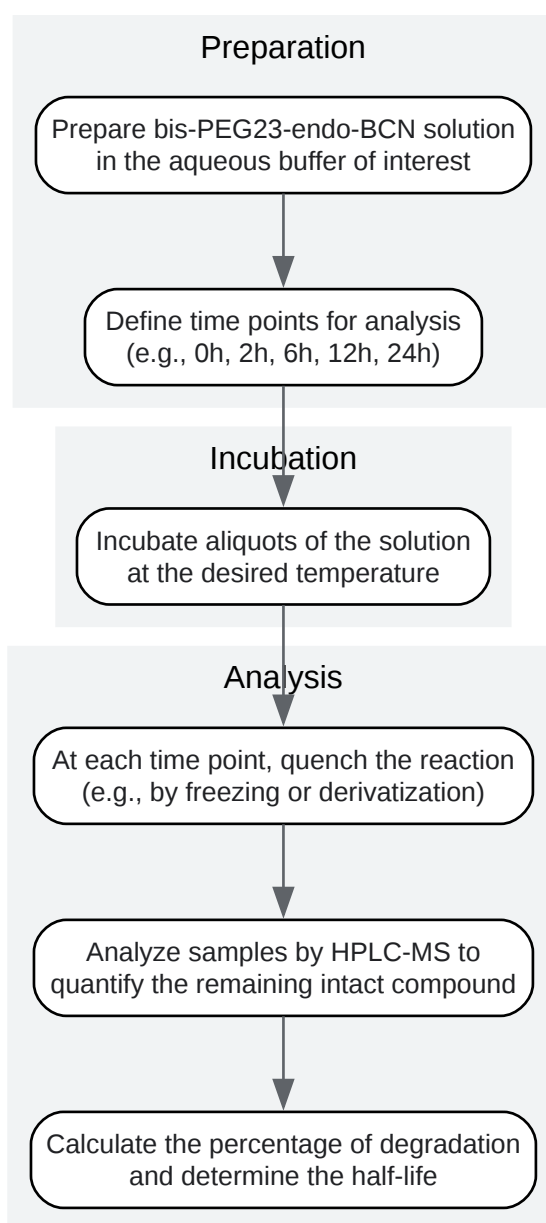 Preparation
Prepare bis-PEG23-endo-BCN solution
in the aqueous buffer of interest
Define time points for analysis
(e.g., 0h, 2h, 6h, 12h, 24h)
Incubation
Incubate aliquots of the solution
at the desired temperature
Analysis
At each time point, quench the reaction
(e.g., by freezing or derivatization)
Analyze samples by HPLC-MS to
quantify the remaining intact compound
Calculate the percentage of degradation
and determine the half-life